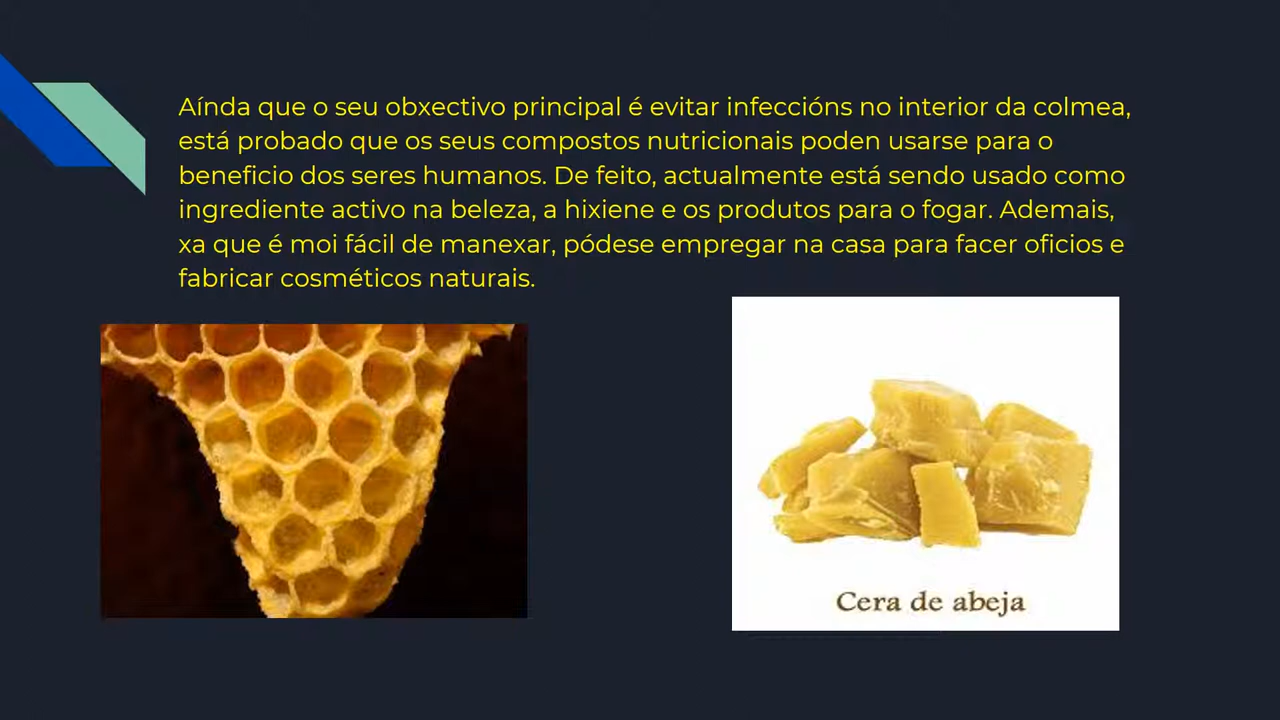 Aínda que o seu obxectivo principal é evitar infeccións no interior da colmea,
está probado que os seus compostos nutricionais poden usarse para o
beneficio dos seres humanos. De feito, actualmente está sendo usado como
ingrediente activo na beleza, a hixiene e os produtos para o fogar. Ademais,
xa que é moi fácil de manexar, pódese empregar na casa para facer oficios e
fabricar cosméticos naturais.
Cera de abeja